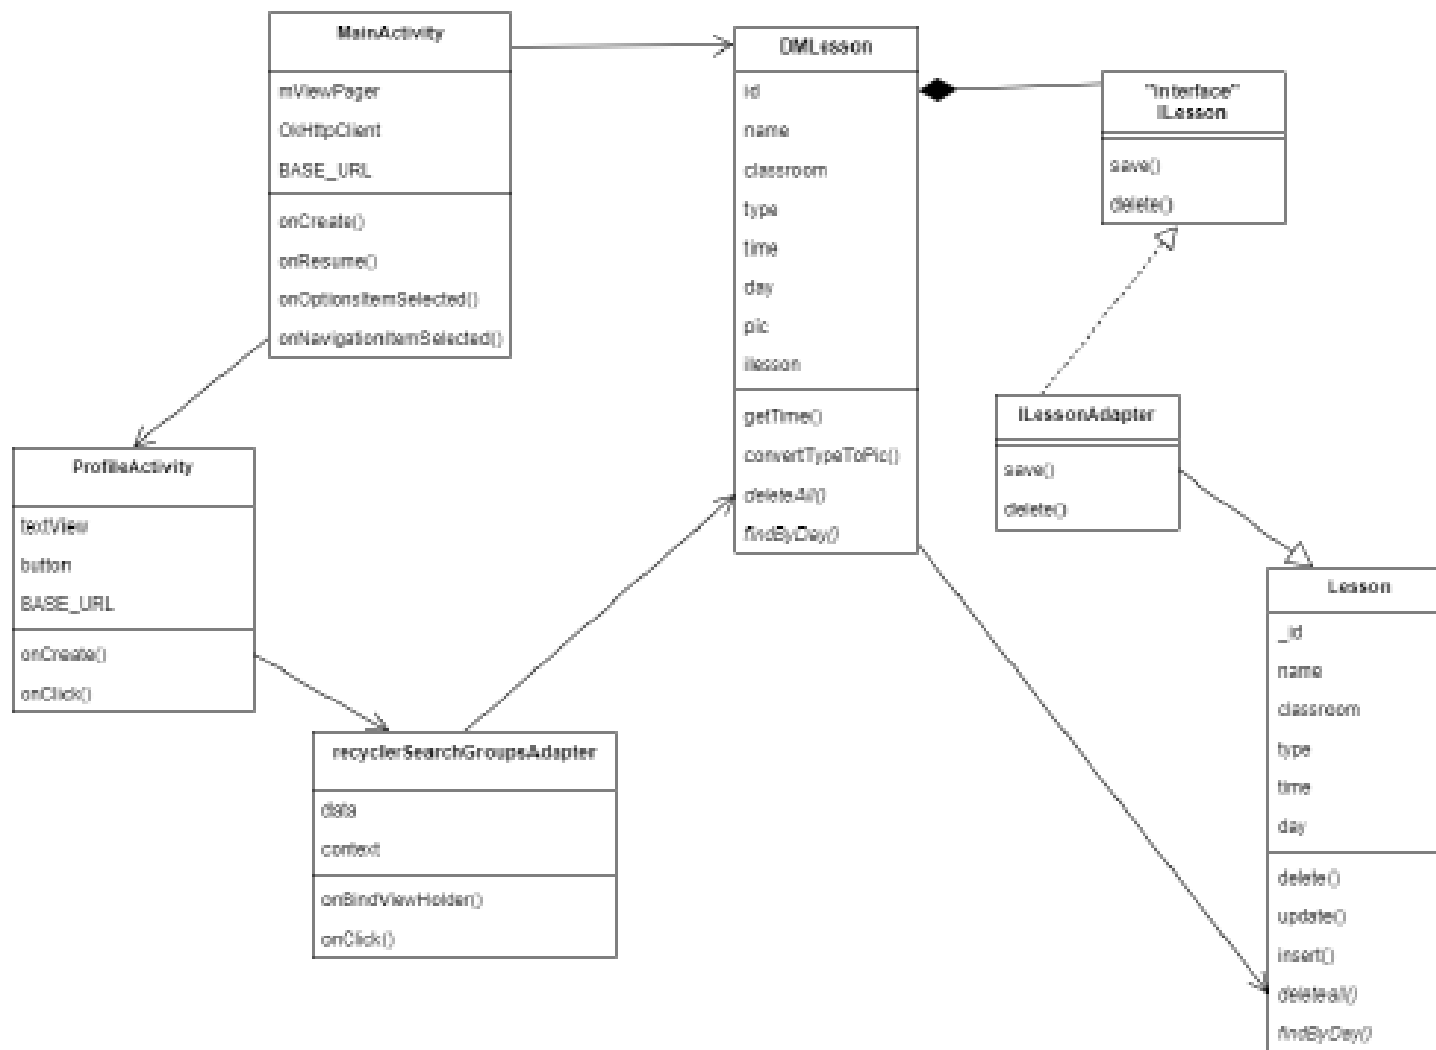 MainActivity
mViewPager
OkHttpClient
BASE_URL
onCreate()
onResume()
onOptionsItemSelected()
onNavigationItemSelected()
DMLesson
id
name
classroom
type
time
day
pic
ilesson
getTime()
convertTypeToPic()
deleteAll()
findByDay()
"interface"
ILesson
save()
delete()
ILessonAdapter
save()
delete()
ProfileActivity
textView
button
BASE_URL
onCreate()
onClick()
recyclerSearchGroupsAdapter
data
context
onBindViewHolder()
onClick()
Lesson
_id
name
classroom
type
time
day
delete()
update()
insert()
deleteall()
findByDay()